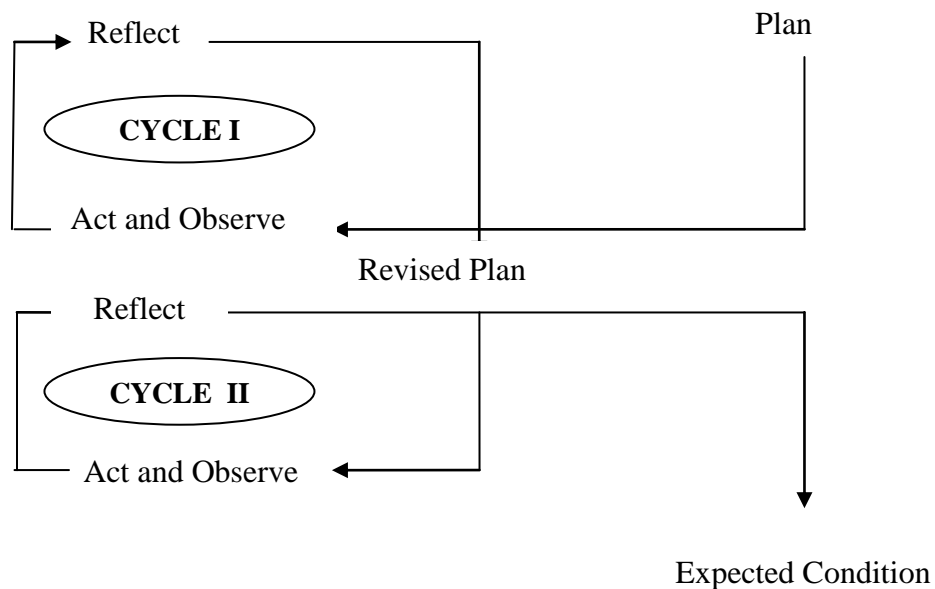 Plan
Reflect
CYCLE I
Act and Observe
Revised Plan
Reflect
CYCLE II
Act and Observe
Expected Condition